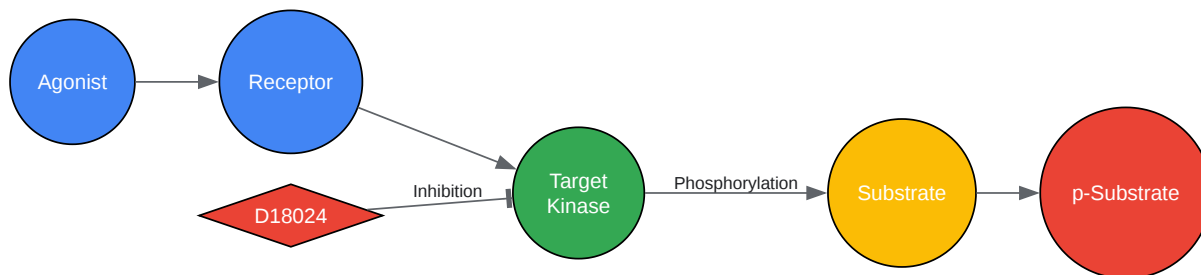 Agonist
Receptor
D18024
Inhibition
Target
Kinase
Phosphorylation
Substrate
p-Substrate